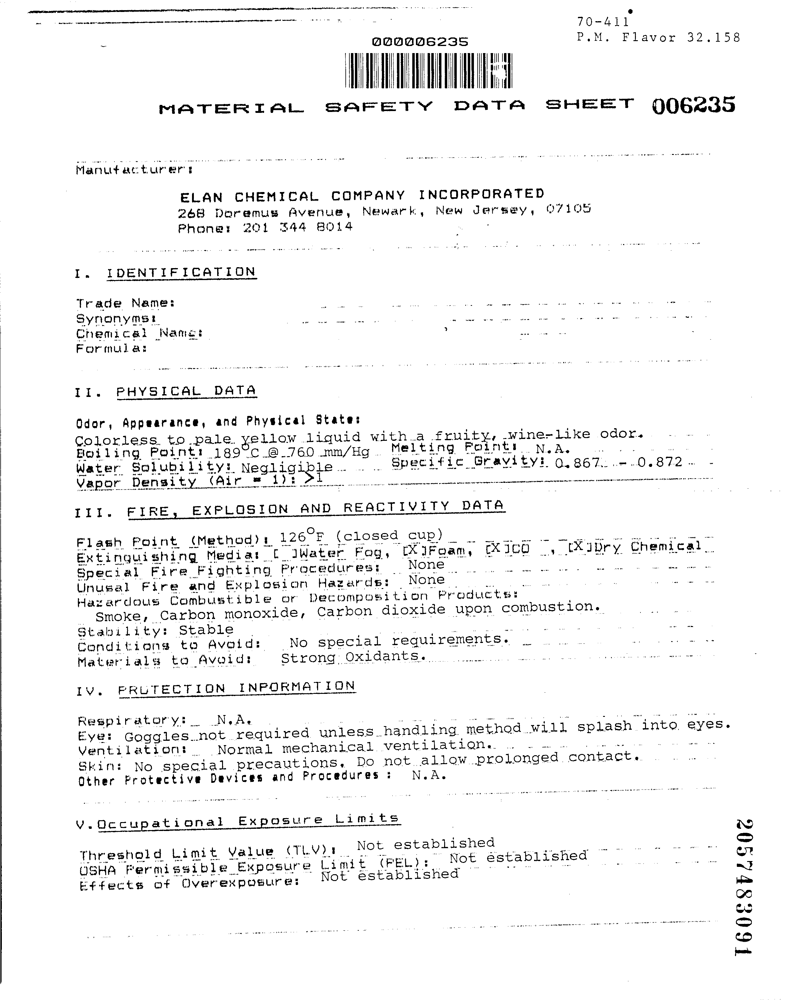 70-411
P.M. Flavor 32.158
000006235
MATERIAL SAFETY DATA SHEET 006235
Manufacturer:
ELAN CHEMICAL COMPANY INCORPORATED
268 Doremus Avenue, Newark, New Jersey, 07105
Phone: 201 344 8014
I. IDENTIFICATION
Trade Name:
Synonyms:
Chemical Name:
Formula:
II. PHYSICAL DATA
Odor, Appearance, and Physical State:
Colorless to pale yellow liquid with a fruity, wine-like odor.
Boiling Point: 189°C @ 760 mm/Hg Melting Point: N.A.
Water Solubility: Negligible Specific Gravity: 0.867 - 0.872
Vapor Density (Air = 1): >1
III. FIRE, EXPLOSION AND REACTIVITY DATA
Flash Point (Method): 126°F (closed cup)
Extinguishing Media: [ ]Water Fog, [X]Foam, [X]CO , [X]Dry Chemical
Special Fire Fighting Procedures: None
Unusal Fire and Explosion Hazards: None
Hazardous Combustible or Decomposition Products:
Smoke, Carbon monoxide, Carbon dioxide upon combustion.
Stability: Stable
Conditions to Avoid: No special requirements.
Materials to Avoid: Strong Oxidants.
IV. PRUTECTION INPORMATION
Respiratory: N.A.
Eye: Goggles not required unless handling method will splash into eyes.
Ventilation: Normal mechanical ventilation.
Skin: No special precautions. Do not allow prolonged contact.
Other Protective Devices and Procedures : N.A.
V. Occupational Exposure Limits
Threshold Limit Value (TLV): Not established
OSHA Permissible Exposure Limit (PEL): Not established
Effects of Overexposure: Not established
2057483091